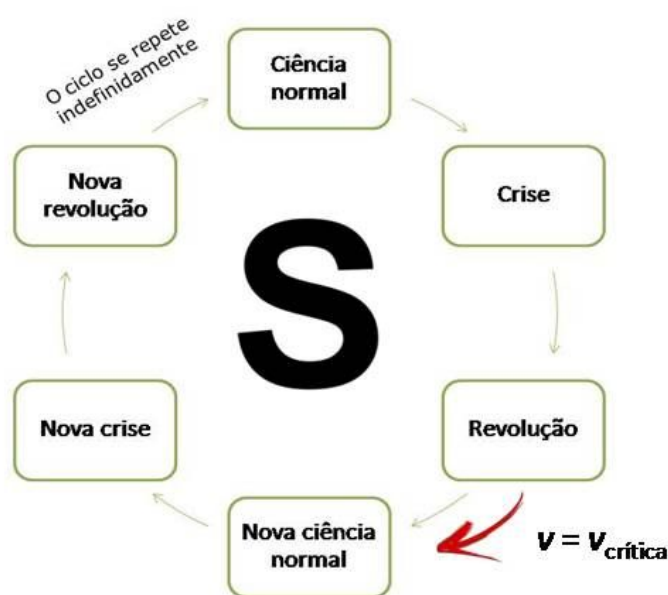 O ciclo se repete
indefinidamente
Ciência
normal
Crise
Revolução
v = vcrítica
Nova ciência
normal
Nova crise
Nova
revolução
S